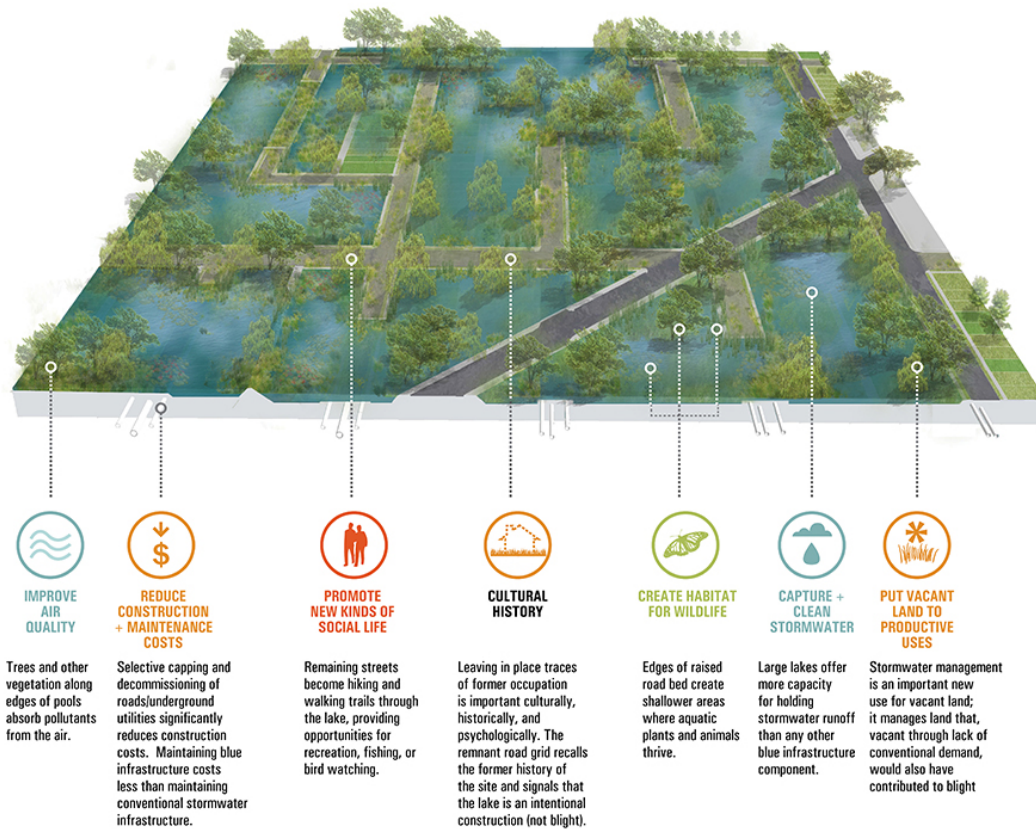 IMPROVE
AIR
QUALITY
Trees and other
vegetation along
edges of pools
absorb pollutants
from the air.
$
REDUCE
CONSTRUCTION
+ MAINTENANCE
COSTS
Selective capping and
decommissioning of
roads/underground
utilities significantly
reduces construction
costs. Maintaining blue
infrastructure costs
less than maintaining
conventional stormwater
infrastructure.
PROMOTE
NEW KINDS OF
SOCIAL LIFE
Remaining streets
become hiking and
walking trails through
the lake, providing
opportunities for
recreation, fishing, or
bird watching.
CULTURAL
HISTORY
Leaving in place traces
of former occupation
is important culturally,
historically, and
psychologically. The
remnant road grid recalls
the former history of
the site and signals that
the lake is an intentional
construction (not blight).
CREATE HABITAT
FOR WILDLIFE
Edges of raised
road bed create
shallower areas
where aquatic
plants and animals
thrive.
CAPTURE +
CLEAN
STORMWATER
Large lakes offer
more capacity
for holding
stormwater runoff
than any other
blue infrastructure
component.
PUT VACANT
LAND TO
PRODUCTIVE
USES
Stormwater management
is an important new
use for vacant land;
it manages land that,
vacant through lack of
conventional demand,
would also have
contributed to blight